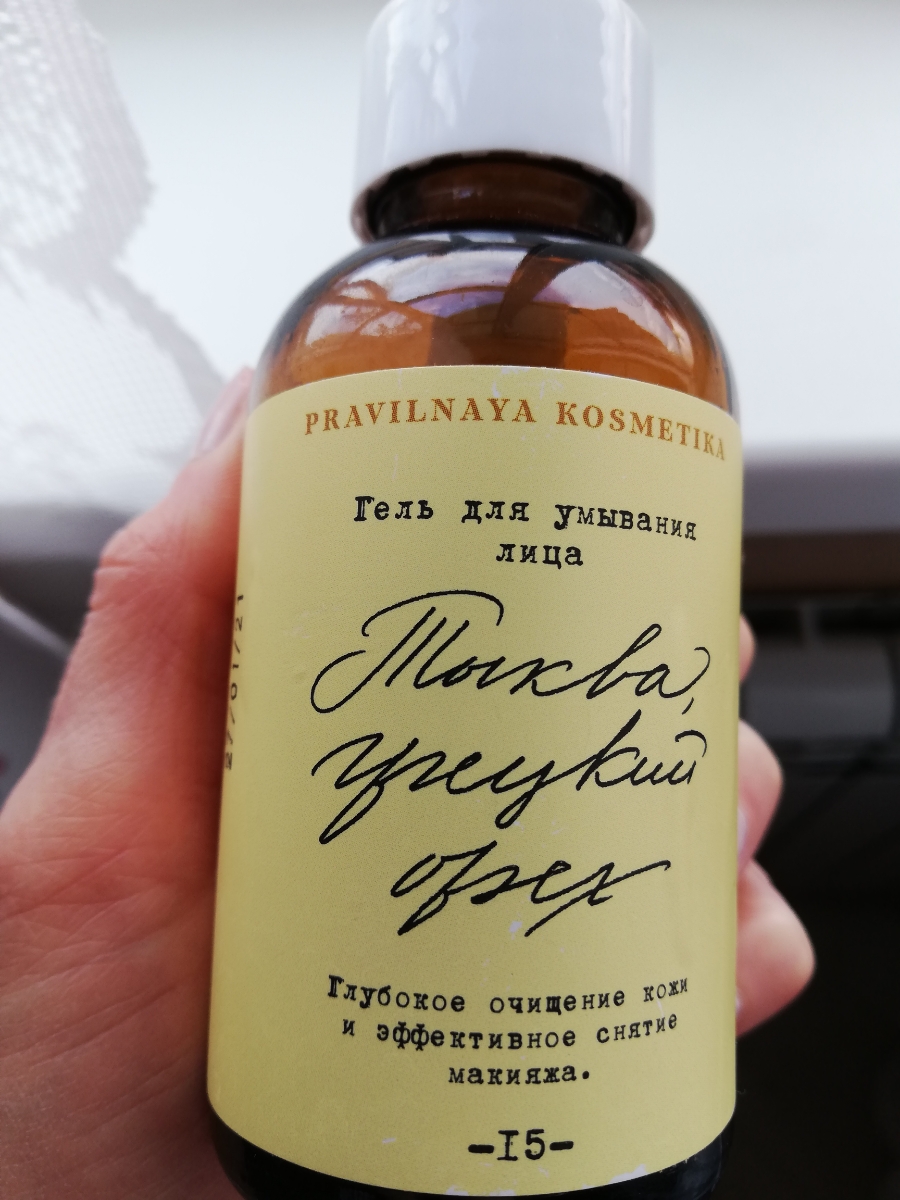 PRAVILNAYA KOSMETIKA
Гель для умывания
лица
Тыква,
грецкий
орех
Глубокое очищение кожи
и эффективное снятие
макияжа.
-I5-